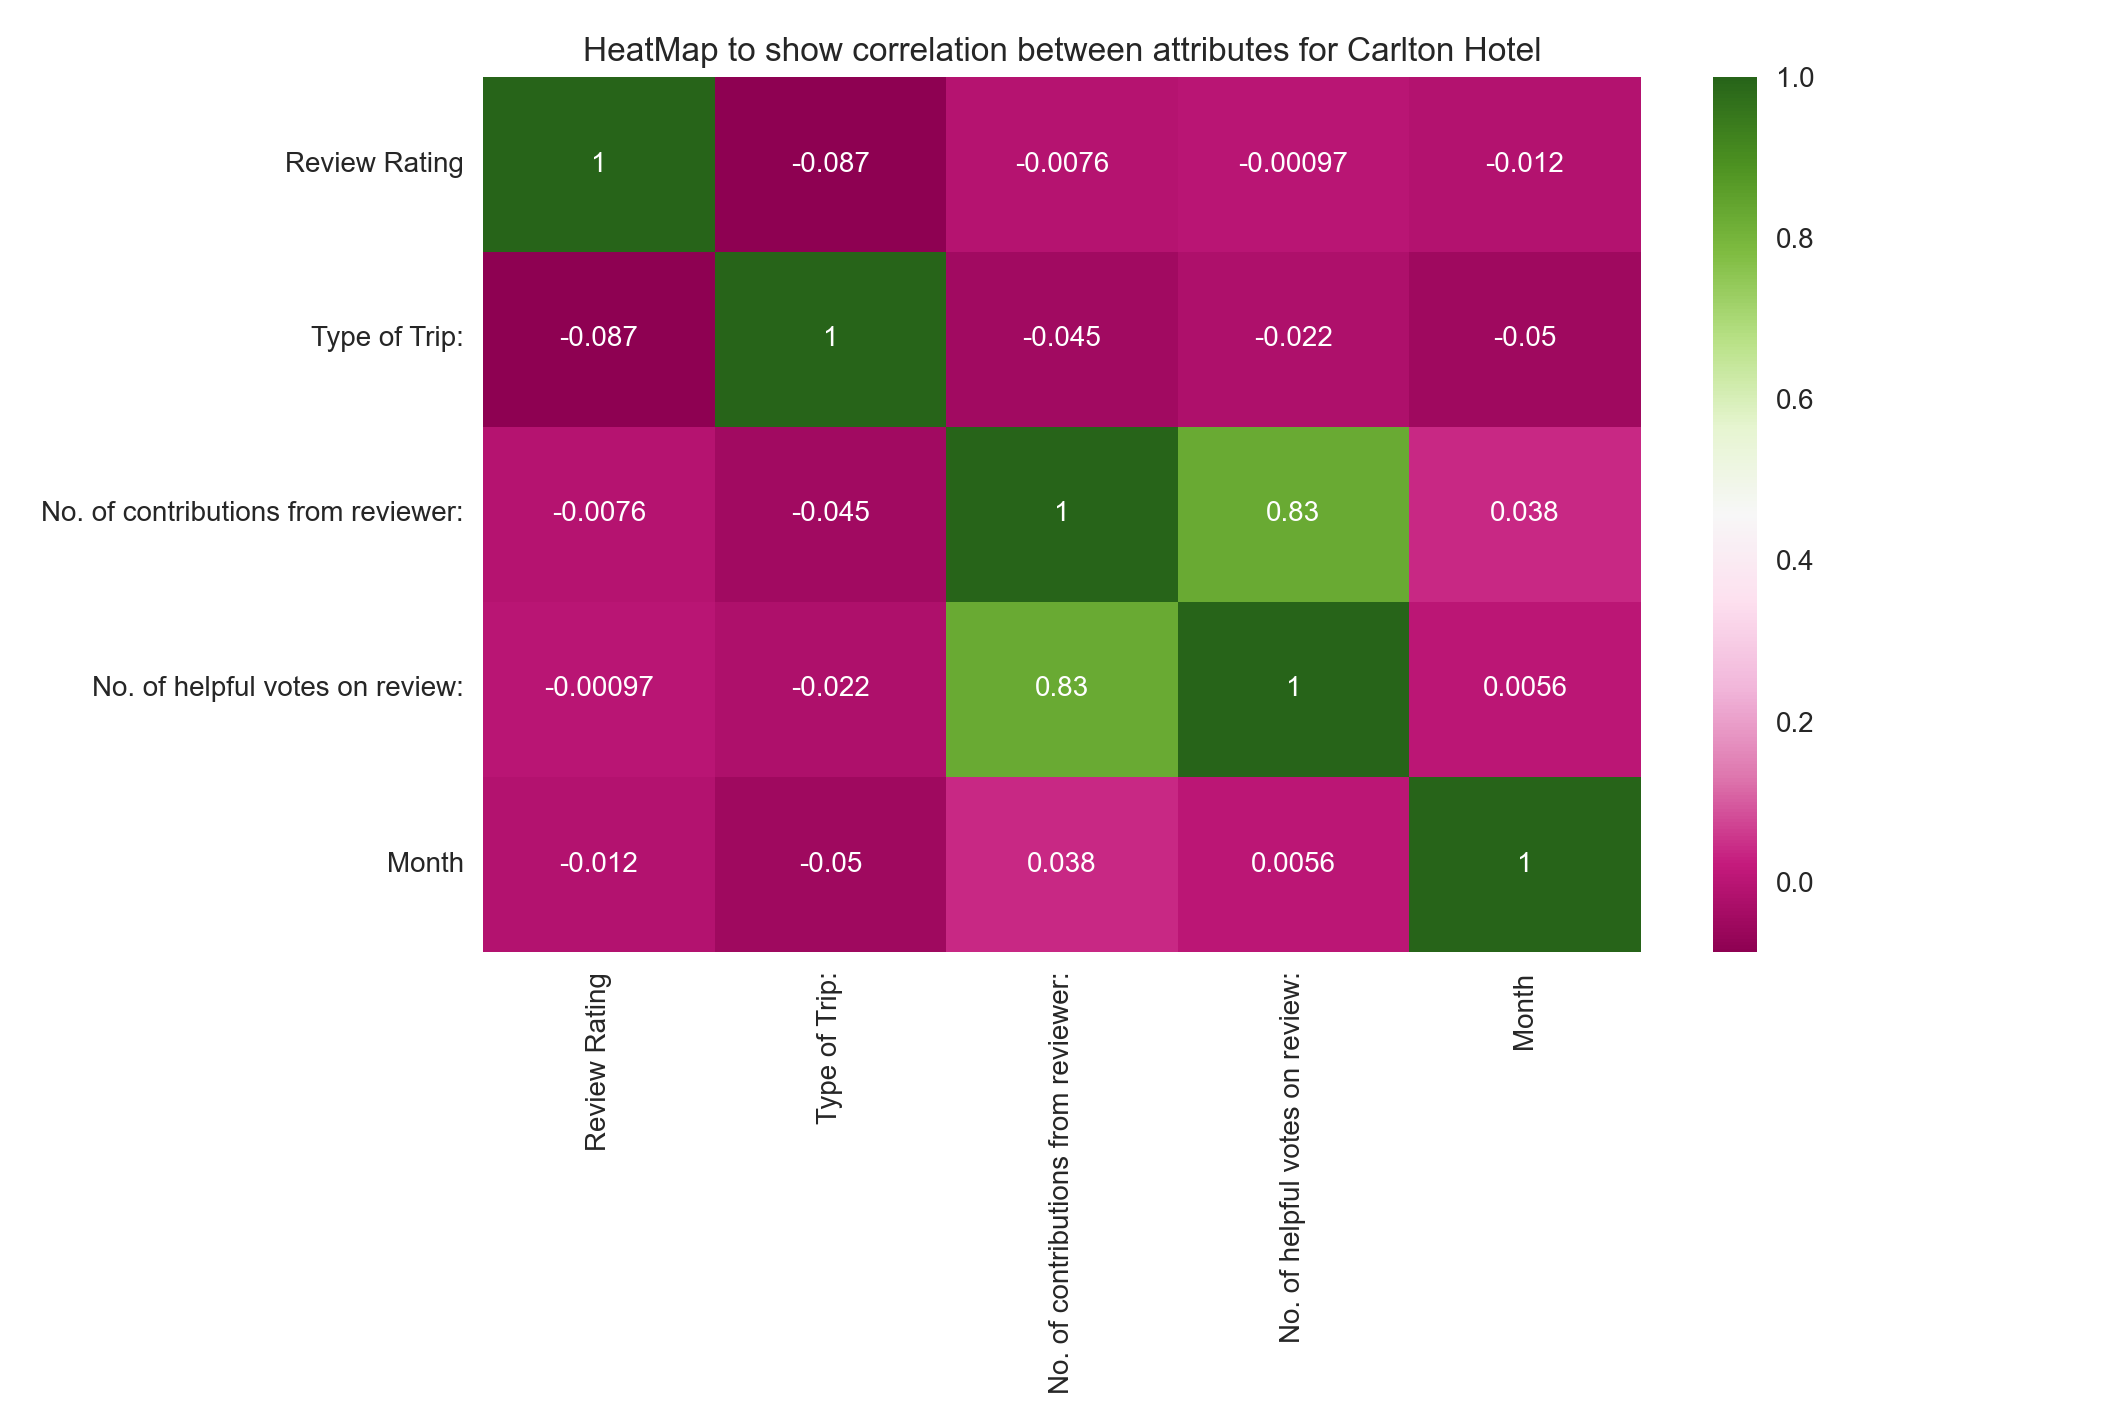 HeatMap to show correlation between attributes for Carlton Hotel
Review Rating
1
-0.087
-0.0076
-0.00097
-0.012
Type of Trip:
-0.087
1
-0.045
-0.022
-0.05
No. of contributions from reviewer:
-0.0076
-0.045
1
0.83
0.038
No. of helpful votes on review:
-0.00097
-0.022
0.83
1
0.0056
Month
-0.012
-0.05
0.038
0.0056
1
Review Rating
Type of Trip:
No. of contributions from reviewer:
No. of helpful votes on review:
Month
1.0
0.8
0.6
0.4
0.2
0.0